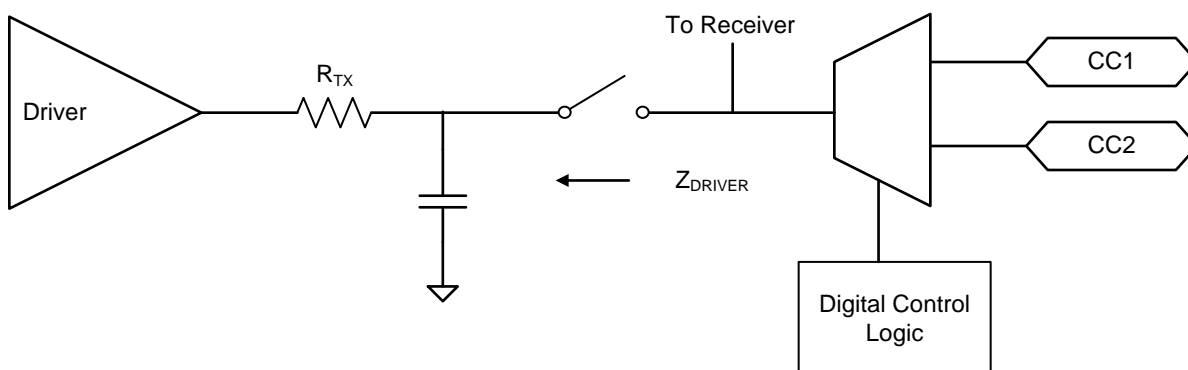 To Receiver
CC1
R_TX
Driver
CC2
Z_DRIVER
Digital Control
Logic